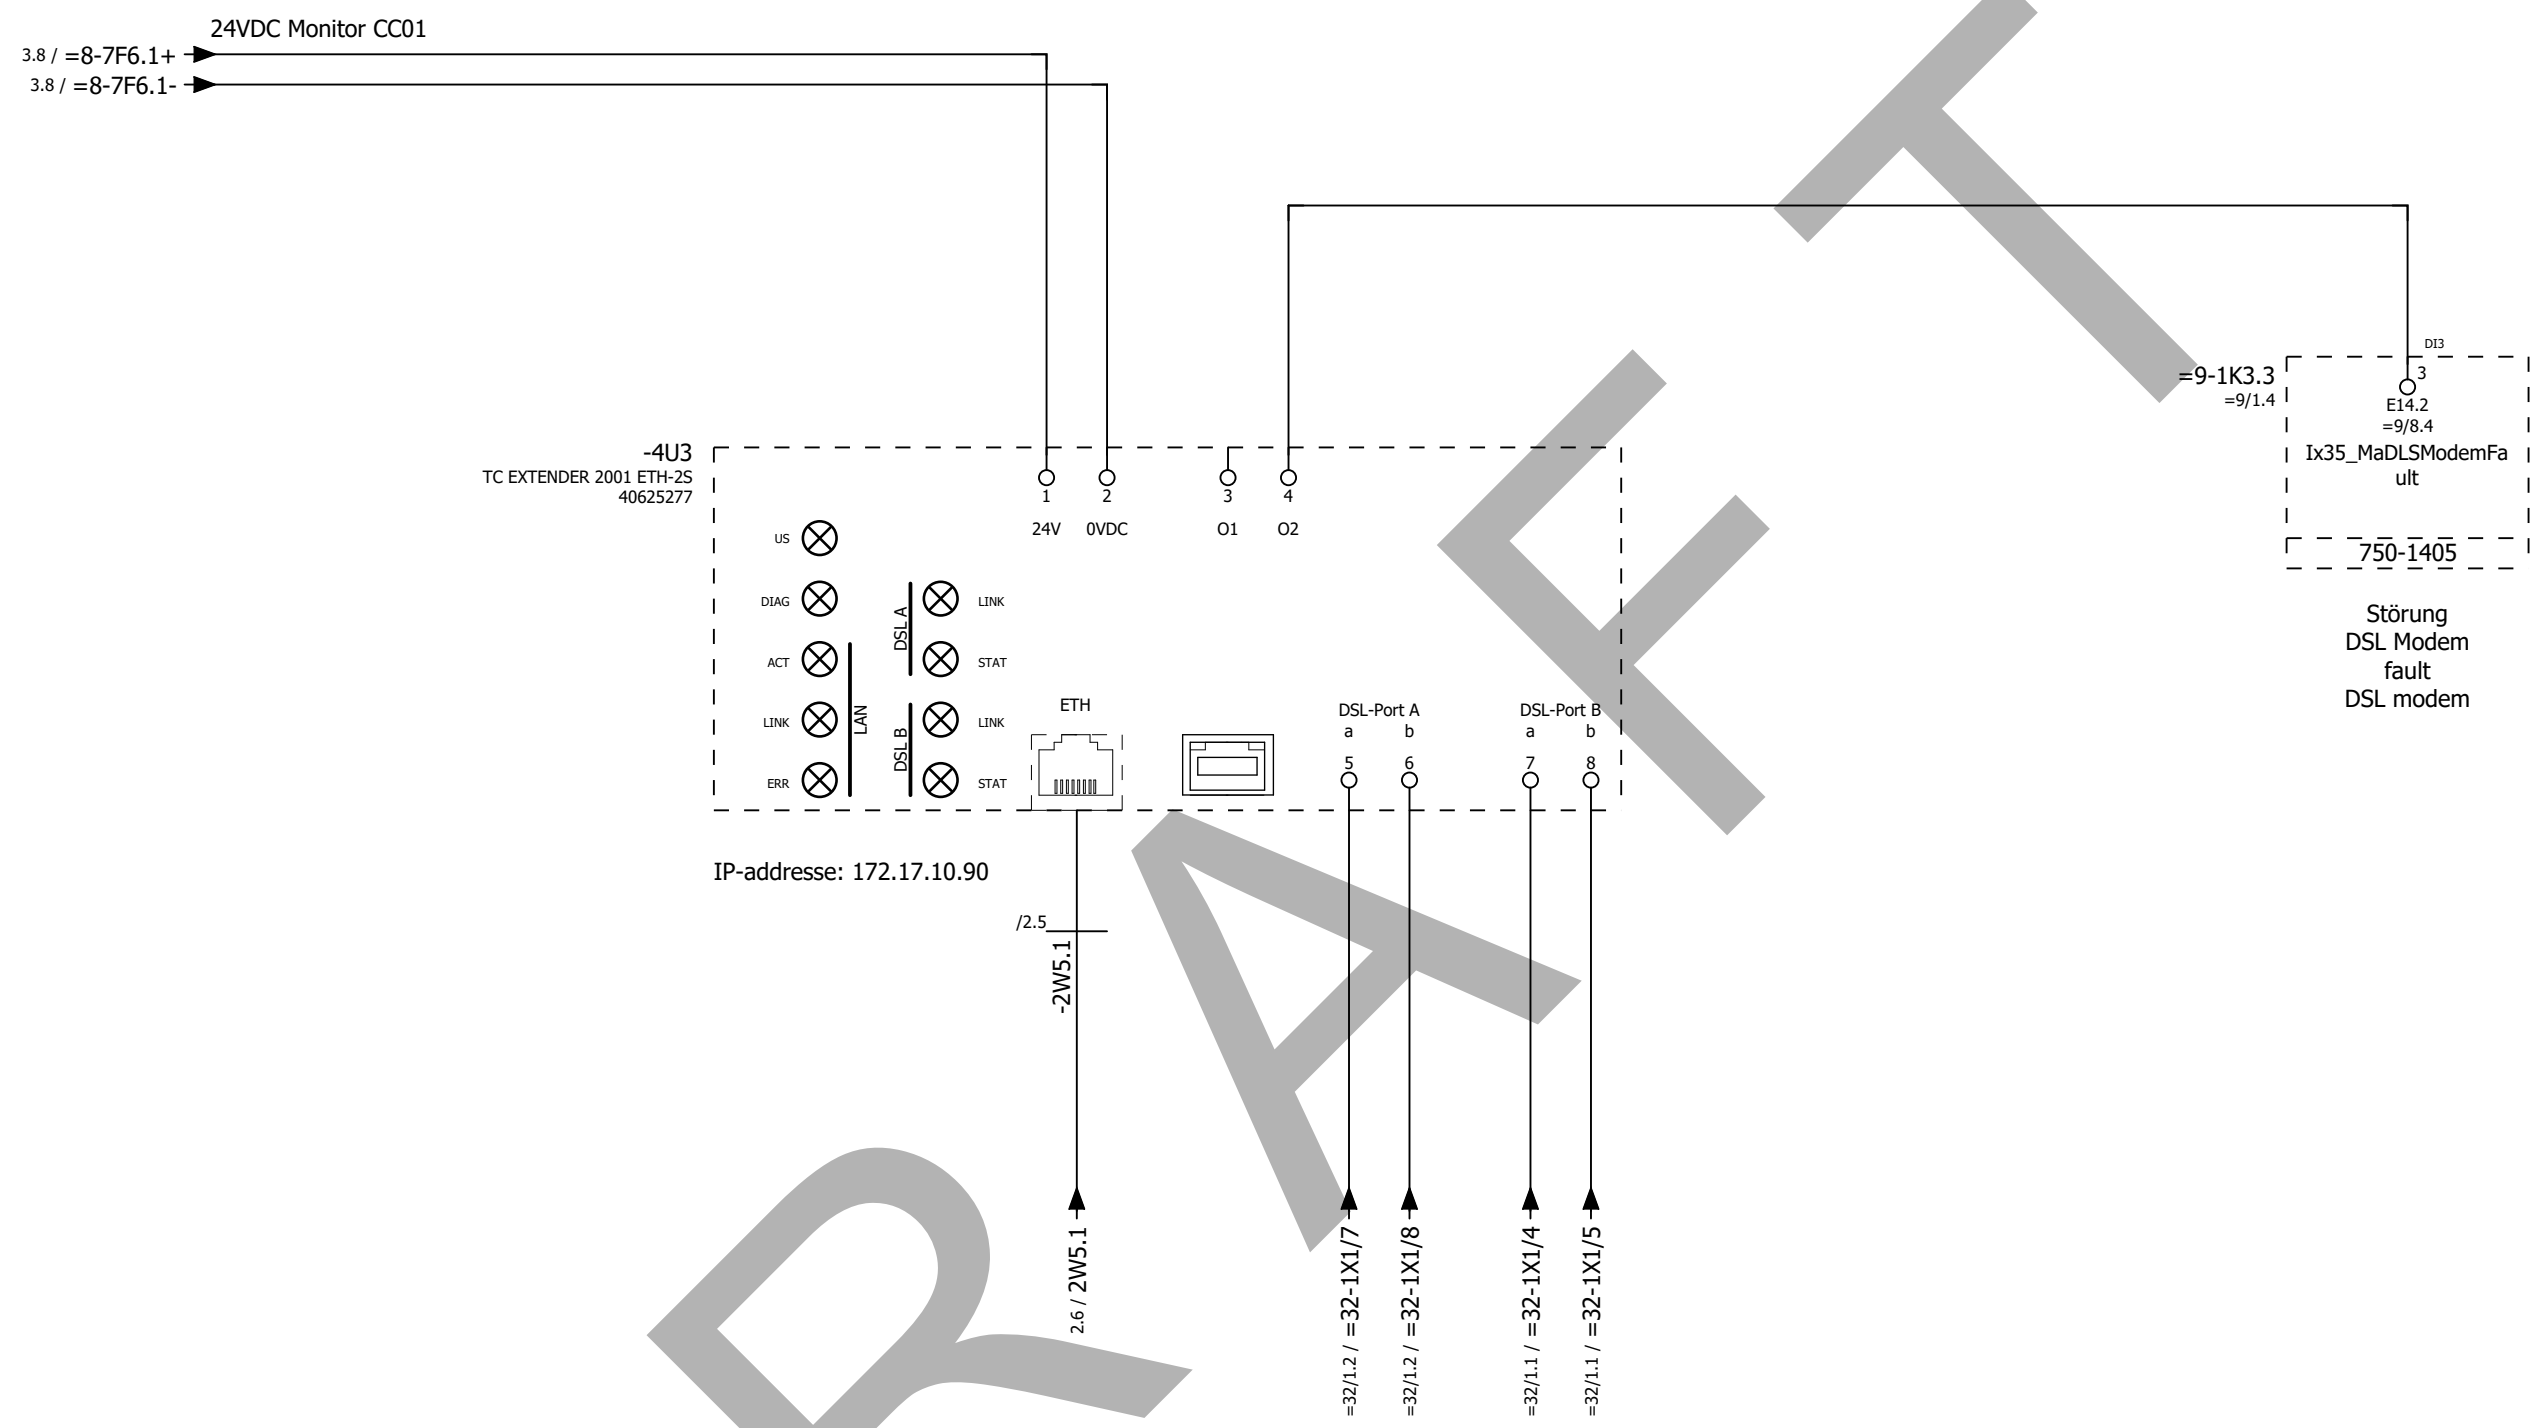 24VDC Monitor CC01
3.8 / =8-7F6.1+
3.8 / =8-7F6.1-
DI3
=9-1K3.3
=9/1.4
3
E14.2
=9/8.4
Ix35_MaDLSModemFa
ult
750-1405
Störung
DSL Modem
fault
DSL modem
-4U3
TC EXTENDER 2001 ETH-2S
40625277
1 1 2 3 4
24V 0VDC O1 O2
US
DIAG
ACT
LINK
ERR
LAN
DSL A
LINK
STAT
DSL B
LINK
STAT
ETH
DSL-Port A
a b
5 6
DSL-Port B
a b
7 8
IP-addresse: 172.17.10.90
/2.5
-2W5.1
2.6 / 2W5.1
=32/1.2 / =32-1X1/7
=32/1.2 / =32-1X1/8
=32/1.1 / =32-1X1/4
=32/1.1 / =32-1X1/5
RAFT